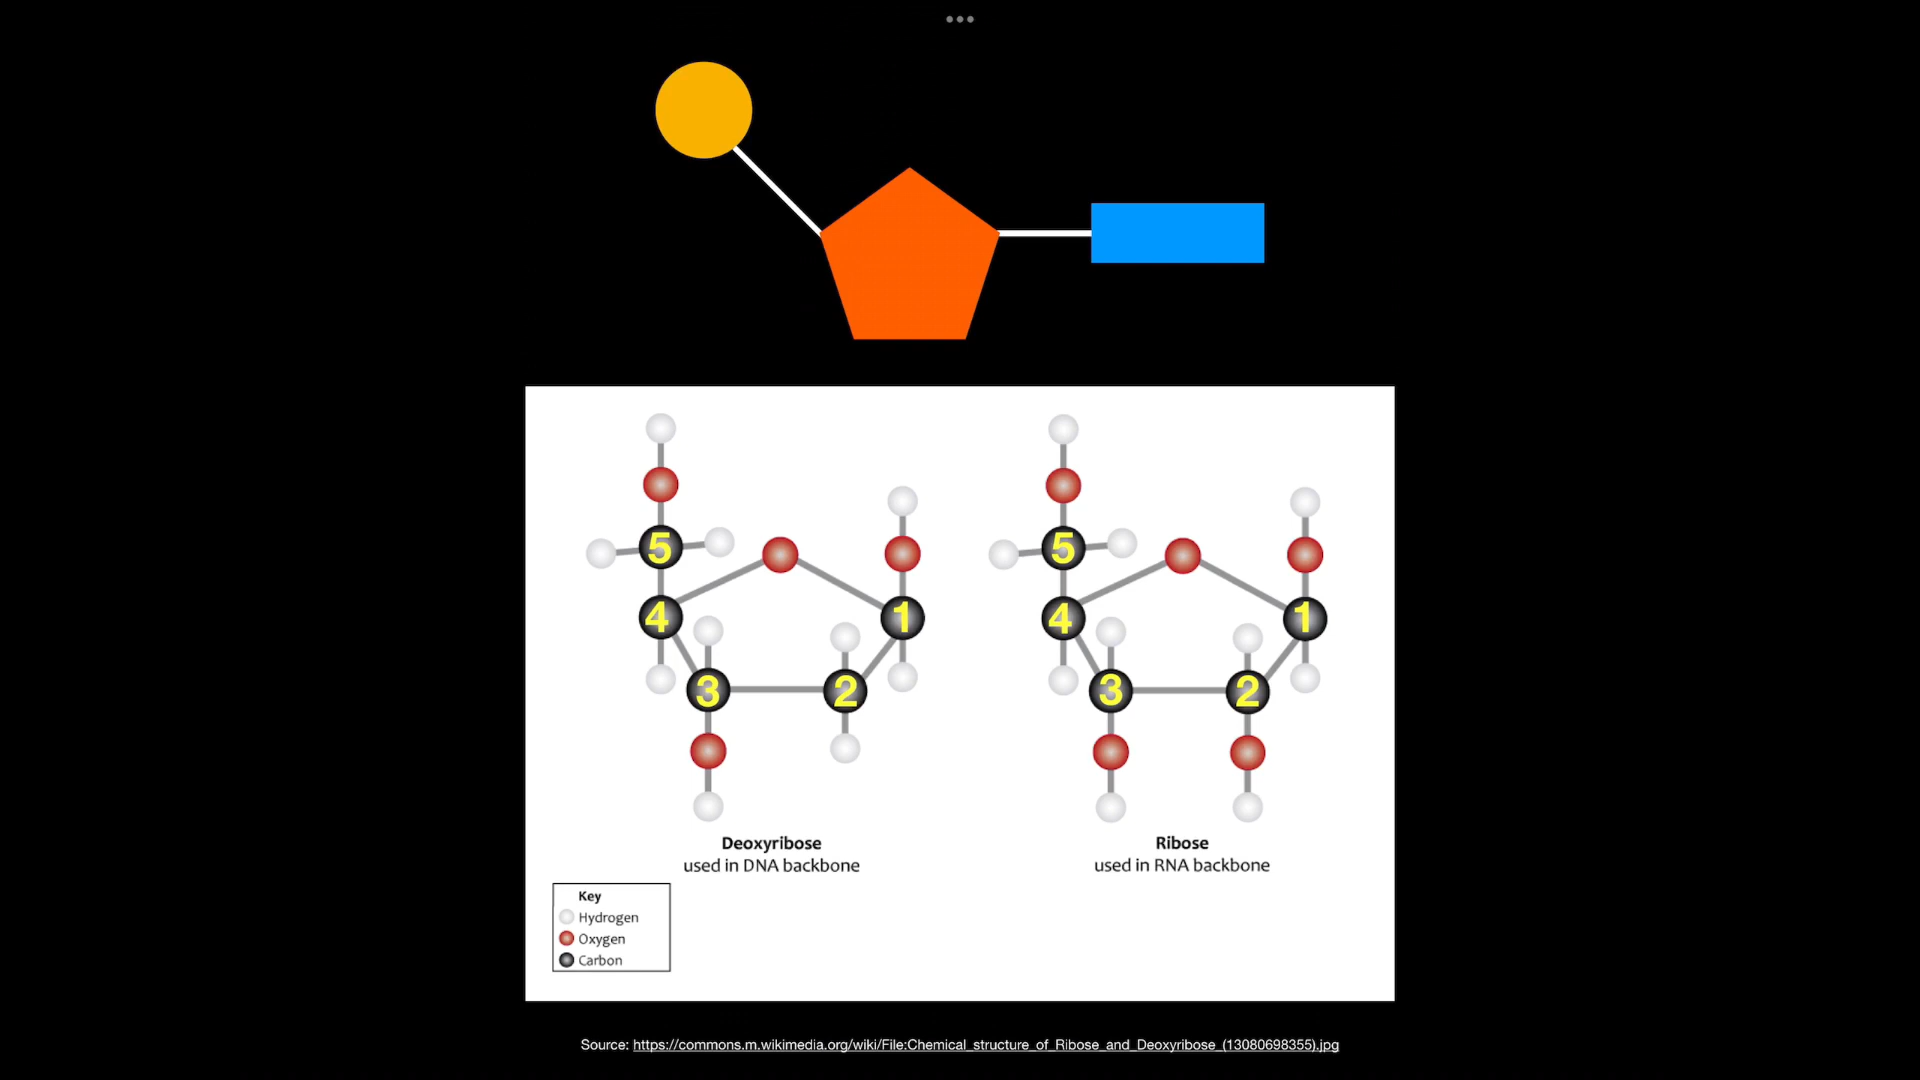 5
5
4
1
4
1
3
2
3
2
Deoxyribose
used in DNA backbone
Ribose
used in RNA backbone
Key
Hydrogen
Oxygen
Carbon
Source: https://commons.m.wikimedia.org/wiki/File:Chemical_structure_of_Ribose_and_Deoxyribose_(13080698355).jpg